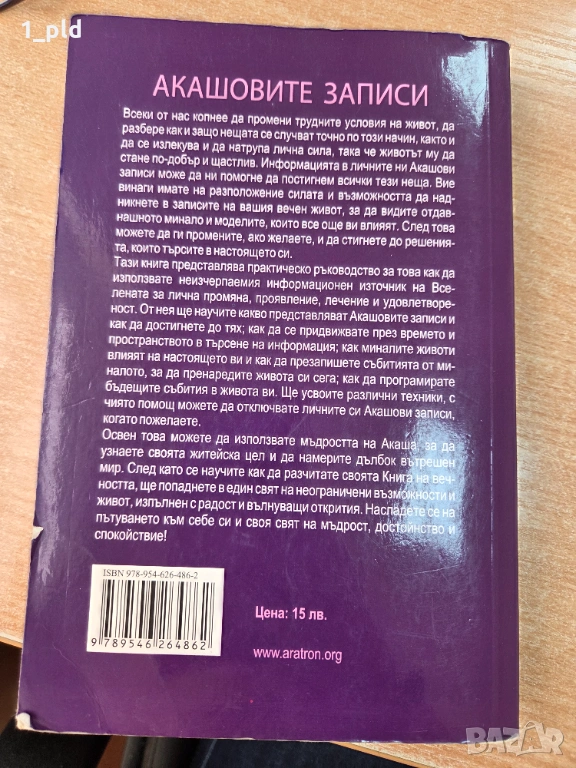 1_pld
АКАШОВИТЕ ЗАПИСИ
Всеки от нас копнее да промени трудните условия на живот, да
разбере как и защо нещата се случват точно по този начин, както и
да се излекува и да натрупа лична сила, така че животът му да
стане по-добър и щастлив. Информацията в личните ни Акашови
записи може да ни помогне да постигнем всички тези неща. Вие
винаги имате на разположение силата и възможността да над-
никнете в записите на вашия вечен живот, за да видите отдав-
нашното минало и моделите, които все още ви влияят. След това
можете да ги промените, ако желаете, и да стигнете до решения-
та, които търсите в настоящето си.
Тази книга представлява практическо ръководство за това как да
използвате неизчерпаемия информационен източник на Все-
лената за лична промяна, проявление, лечение и удовлетворе-
ност. От нея ще научите какво представляват Акашовите записи и
как да достигнете до тях; как да се придвижвате през времето и
пространството в търсене на информация; как миналите животи
влияят на настоящето ви и как да презапишете събитията от ми-
налото, за да пренаредите живота си сега; как да програмирате
бъдещите събития в живота ви. Ще усвоите различни техники, с
чиято помощ можете да отключвате личните си Акашови записи,
когато пожелаете.
Освен това можете да използвате мъдростта на Акаша, за да
узнаете своята житейска цел и да намерите дълбок вътрешен
мир. След като се научите как да разчитате своята Книга на веч-
ността, ще попаднете в един свят на неограничени възможности и
живот, изпълнен с радост и вълнуващи открития. Насладете се на
пътуването към себе си и своя свят на мъдрост, достойнство и
спокойствие!
ISBN 978-954-626-486-2
9 789546 264862
Цена: 15 лв.
www.aratron.org
BAZAR